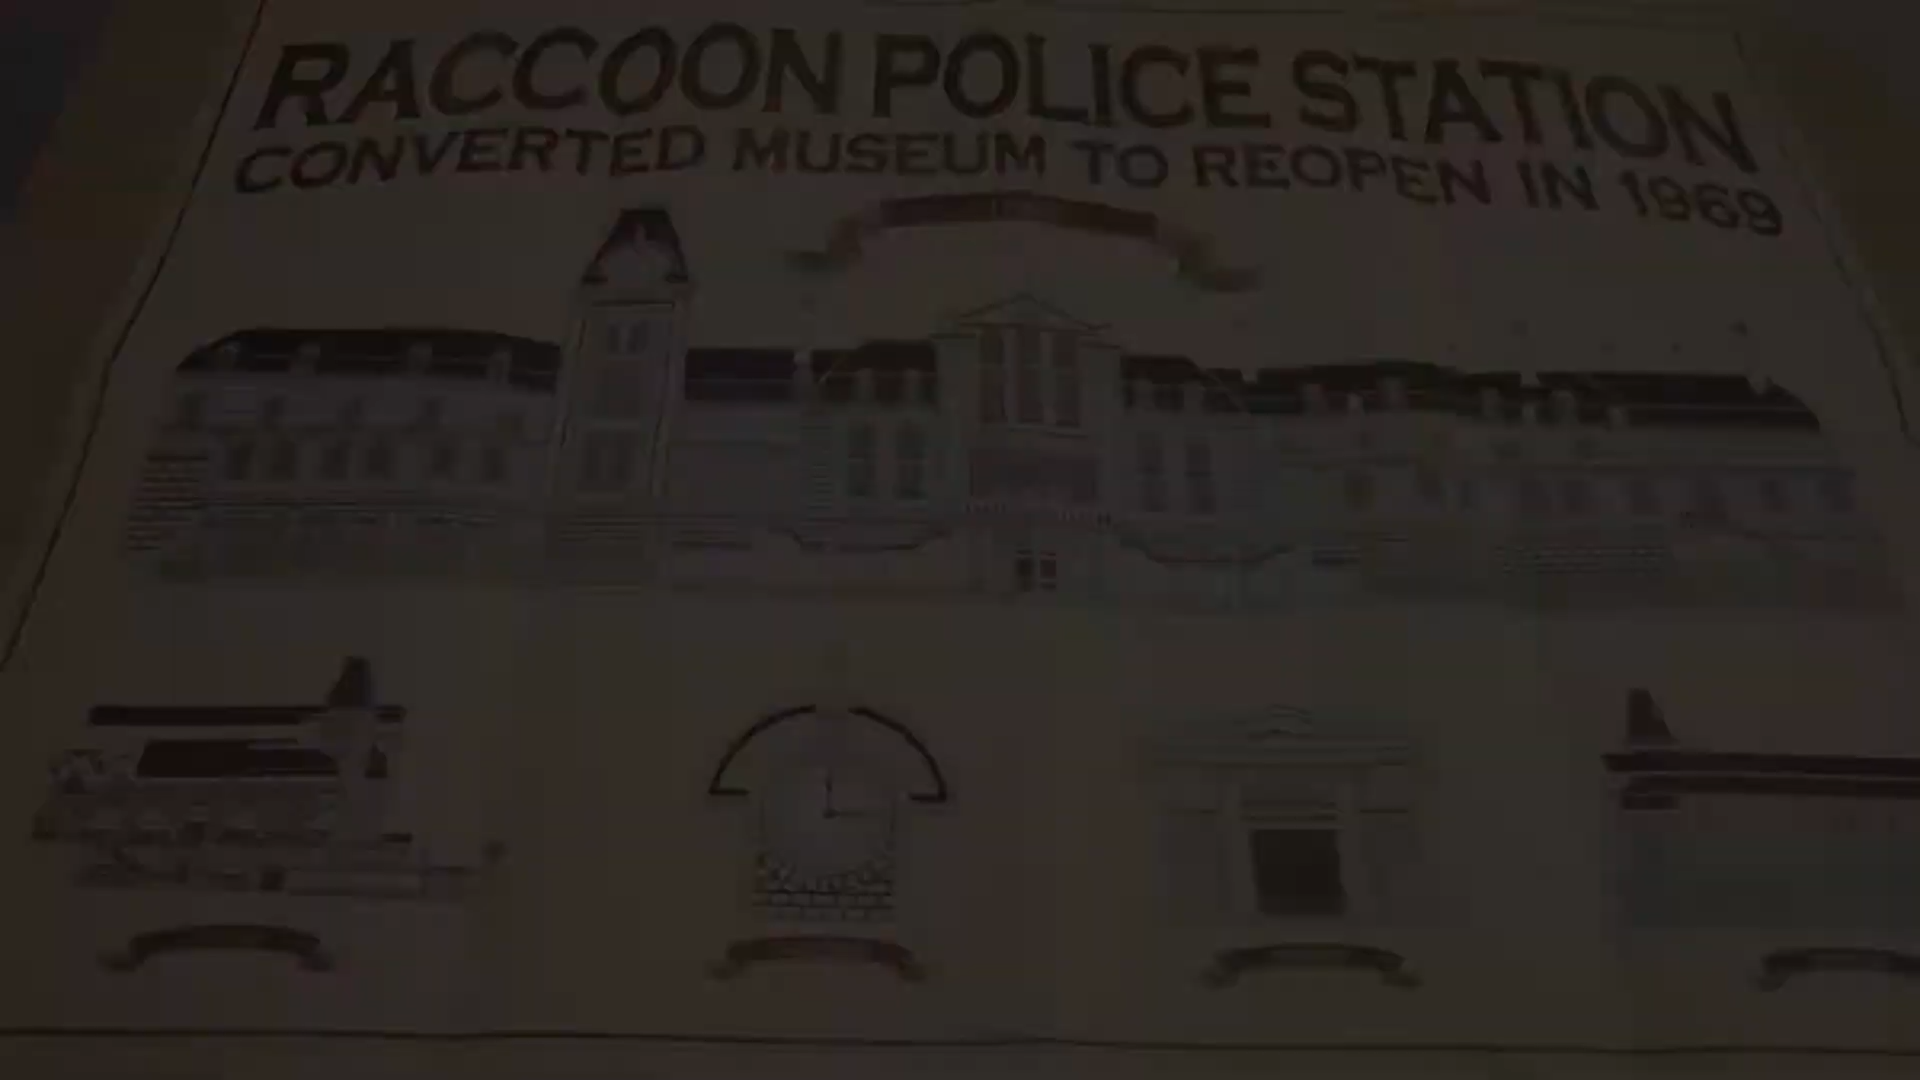 RACCOON POLICE STATION
CONVERTED MUSEUM TO REOPEN IN 1969